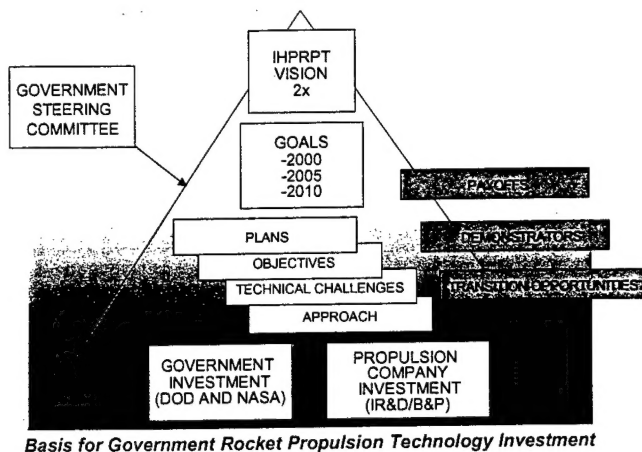 IHPRPT
VISION
2x
GOVERNMENT
STEERING
COMMITTEE
GOALS
-2000
-2005
-2010
PAYOFFS
PLANS
DEMONSTRATORS
OBJECTIVES
TECHNICAL CHALLENGES
TRANSITION OPPORTUNITIES
APPROACH
GOVERNMENT
INVESTMENT
(DOD AND NASA)
PROPULSION
COMPANY
INVESTMENT
(IR&D/B&P)
Basis for Government Rocket Propulsion Technology Investment